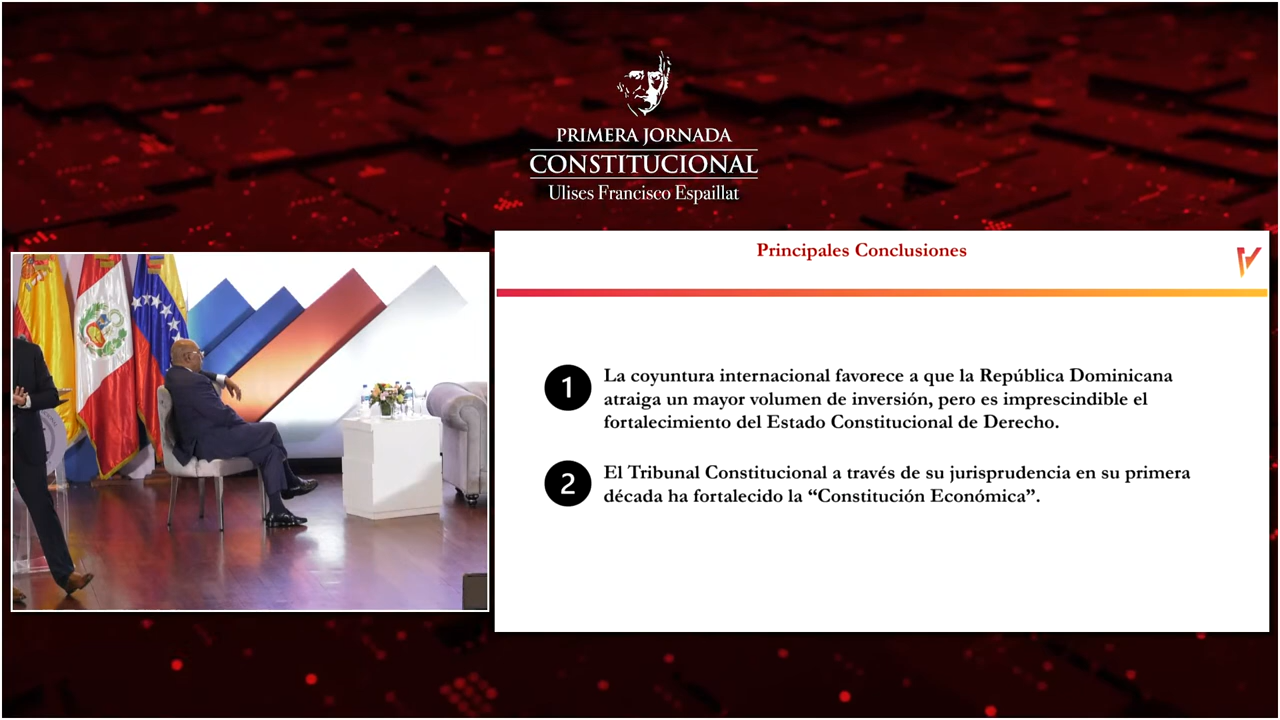 PRIMERA JORNADA
CONSTITUCIONAL
Ulises Francisco Espaillat
Principales Conclusiones
1
La coyuntura internacional favorece a que la República Dominicana
atraiga un mayor volumen de inversión, pero es imprescindible el
fortalecimiento del Estado Constitucional de Derecho.
2
El Tribunal Constitucional a través de su jurisprudencia en su primera
década ha fortalecido la “Constitución Económica”.